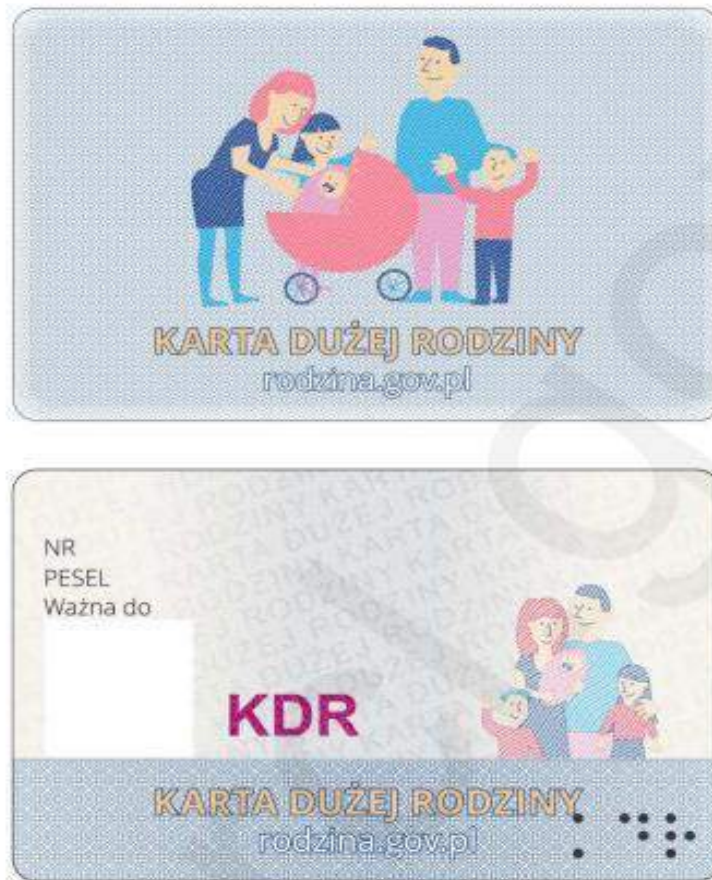 KARTA DUŻEJ RODZINY
rodzina.gov.pl
NR
PESEL
Ważna do
KDR
KARTA DUŻEJ RODZINY
rodzina.gov.pl